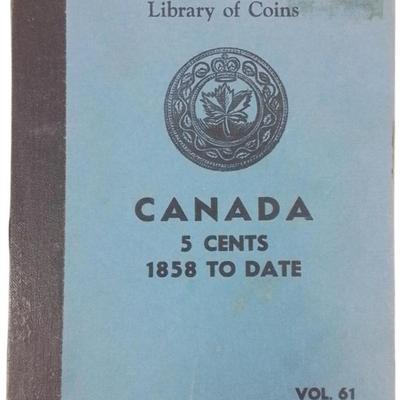 Library of Coins
CANADA
5 CENTS
1858 TO DATE
VOL. 61